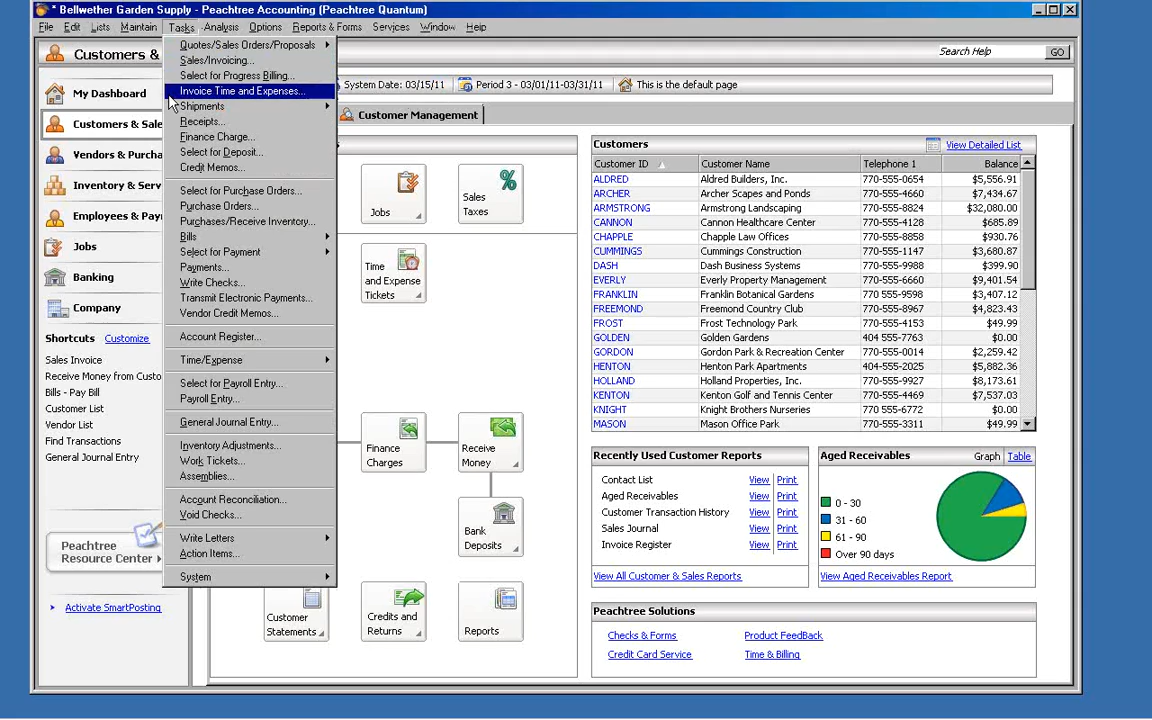 * Bellwether Garden Supply - Peachtree Accounting (Peachtree Quantum)
File Edit Lists Maintain Tasks Analysis Options Reports & Forms Services Window Help
Customers &
Search Help GO
System Date: 03/15/11 Period 3 - 03/01/11-03/31/11 This is the default page
Customer Management
My Dashboard
Customers & Sale
Vendors & Purcha
Inventory & Serv
Employees & Pay
Jobs
Banking
Company
Shortcuts Customize
Sales Invoice
Receive Money from Custo
Bills - Pay Bill
Customer List
Vendor List
Find Transactions
General Journal Entry
Peachtree
Resource Center
Activate SmartPosting
Quotes/Sales Orders/Proposals
Sales/Invoicing...
Select for Progress Billing...
Invoice Time and Expenses...
Shipments
Receipts...
Finance Charge...
Select for Deposit...
Credit Memos...
Select for Purchase Orders...
Purchase Orders...
Purchases/Receive Inventory...
Bills
Select for Payment
Payments...
Write Checks...
Transmit Electronic Payments...
Vendor Credit Memos...
Account Register...
Time/Expense
Select for Payroll Entry...
Payroll Entry...
General Journal Entry...
Inventory Adjustments...
Work Tickets...
Assemblies...
Account Reconciliation...
Void Checks...
Write Letters
Action Items...
System
Jobs
Sales
Taxes
Time
and Expense
Tickets
Finance
Charges
Receive
Money
Bank
Deposits
Customer
Statements
Credits and
Returns
Reports
Customers View Detailed List
Customer ID Customer Name Telephone 1 Balance
ALDRED Aldred Builders, Inc. 770-555-0654 $5,556.91
ARCHER Archer Scapes and Ponds 770-555-4660 $7,434.67
ARMSTRONG Armstrong Landscaping 770-555-8824 $32,080.00
CANNON Cannon Healthcare Center 770-555-4128 $685.89
CHAPPLE Chapple Law Offices 770-555-8858 $930.76
CUMMINGS Cummings Construction 770-555-1147 $3,680.87
DASH Dash Business Systems 770-555-9988 $399.90
EVERLY Everly Property Management 770-555-6660 $9,401.54
FRANKLIN Franklin Botanical Gardens 770 555-9598 $3,407.12
FREEMOND Freemond Country Club 770-555-8967 $4,823.43
FROST Frost Technology Park 770-555-4153 $49.99
GOLDEN Golden Gardens 404 555-7763 $0.00
GORDON Gordon Park & Recreation Center 770-555-0014 $2,259.42
HENTON Henton Park Apartments 404-555-2025 $5,882.36
HOLLAND Holland Properties, Inc. 770-555-9927 $8,173.61
KENTON Kenton Golf and Tennis Center 770-555-4469 $7,537.03
KNIGHT Knight Brothers Nurseries 770 555-6772 $0.00
MASON Mason Office Park 770-555-3311 $49.99
Recently Used Customer Reports
Contact List View Print
Aged Receivables View Print
Customer Transaction History View Print
Sales Journal View Print
Invoice Register View Print
View All Customer & Sales Reports
Aged Receivables Graph Table
0 - 30
31 - 60
61 - 90
Over 90 days
View Aged Receivables Report
Peachtree Solutions
Checks & Forms Product FeedBack
Credit Card Service Time & Billing